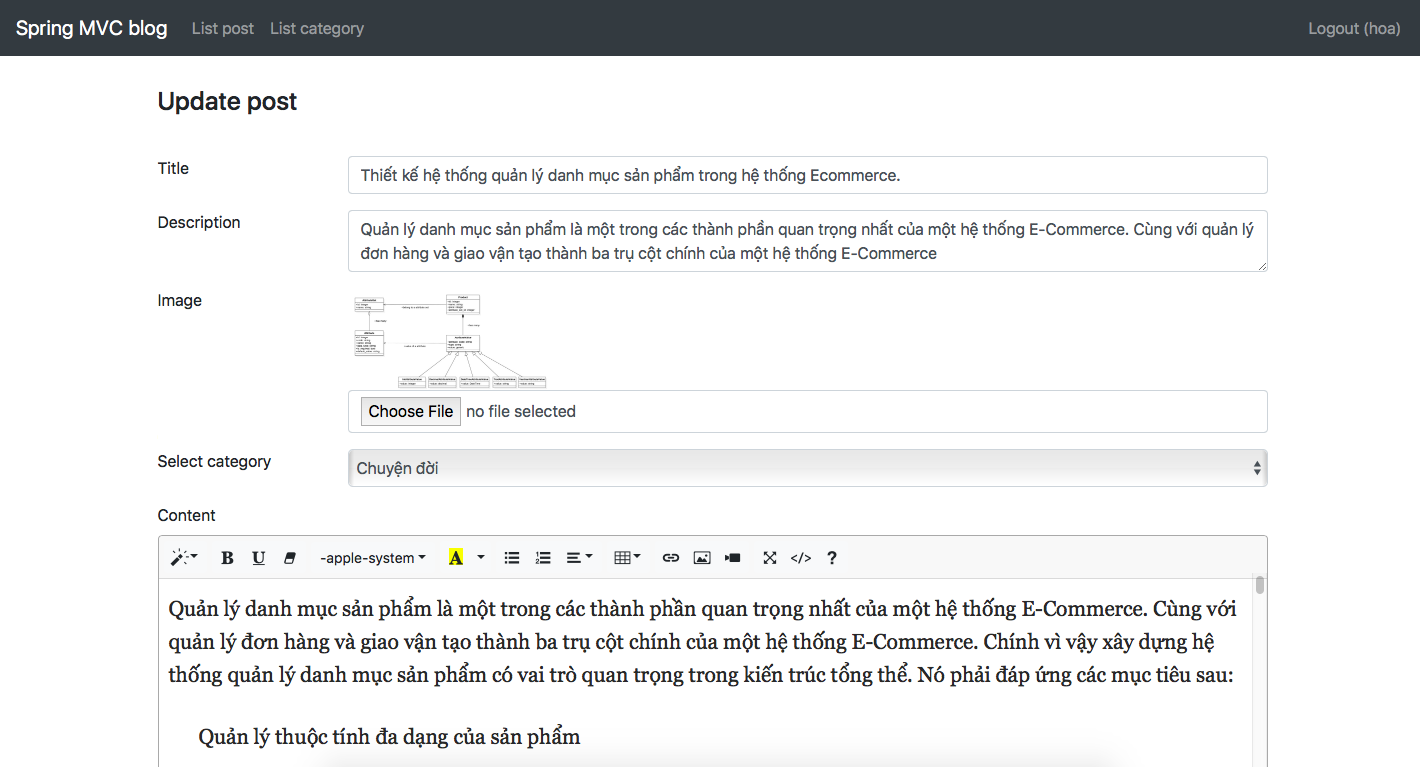 Spring MVC blog List post List category Logout (hoa)
Update post
Title
Thiết kế hệ thống quản lý danh mục sản phẩm trong hệ thống Ecommerce.
Description
Quản lý danh mục sản phẩm là một trong các thành phần quan trọng nhất của một hệ thống E-Commerce. Cùng với quản lý
đơn hàng và giao vận tạo thành ba trụ cột chính của một hệ thống E-Commerce
Image
Choose File no file selected
Select category
Chuyện đời
Content
B U -apple-system A </> ?
Quản lý danh mục sản phẩm là một trong các thành phần quan trọng nhất của một hệ thống E-Commerce. Cùng với
quản lý đơn hàng và giao vận tạo thành ba trụ cột chính của một hệ thống E-Commerce. Chính vì vậy xây dựng hệ
thống quản lý danh mục sản phẩm có vai trò quan trọng trong kiến trúc tổng thể. Nó phải đáp ứng các mục tiêu sau:
Quản lý thuộc tính đa dạng của sản phẩm